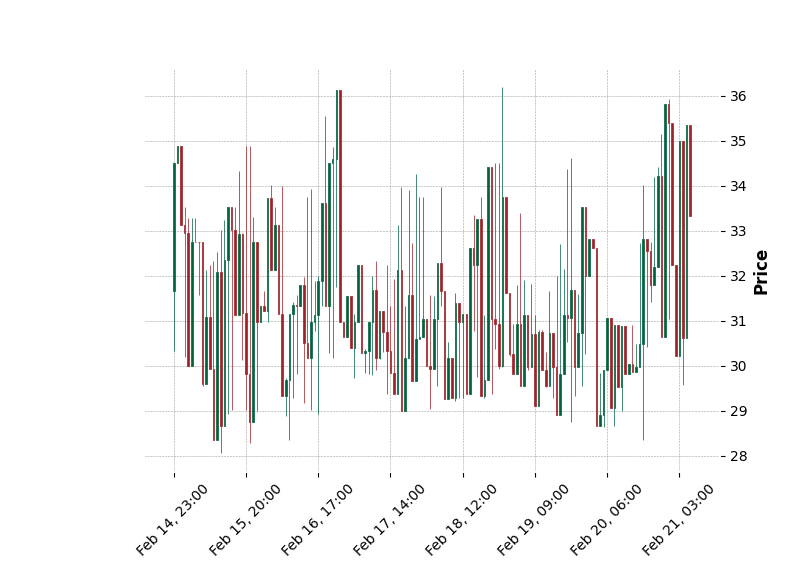 36
35
34
33
32
31
30
29
28
Price
Feb 14, 23:00
Feb 15, 20:00
Feb 16, 17:00
Feb 17, 14:00
Feb 18, 12:00
Feb 19, 09:00
Feb 20, 06:00
Feb 21, 03:00